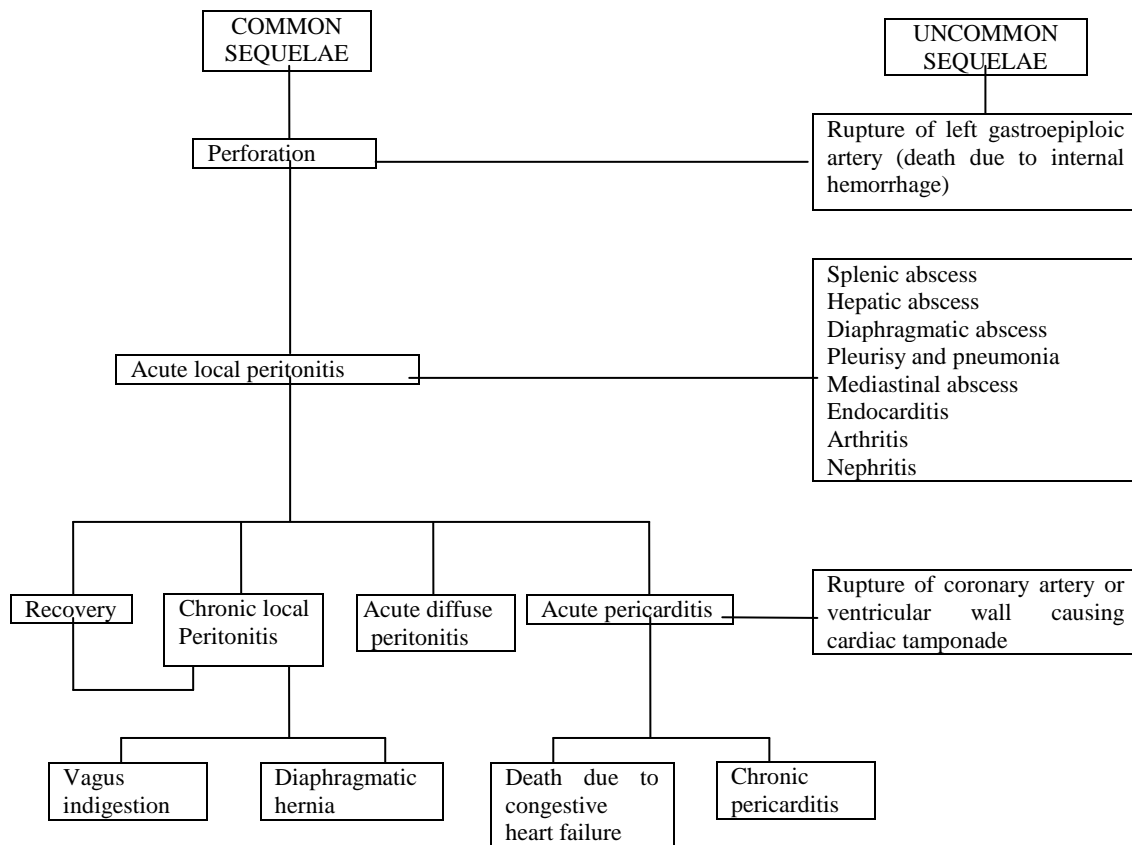 COMMON
SEQUELAE
UNCOMMON
SEQUELAE
Perforation
Rupture of left gastroepiploic
artery (death due to internal
hemorrhage)
Acute local peritonitis
Splenic abscess
Hepatic abscess
Diaphragmatic abscess
Pleurisy and pneumonia
Mediastinal abscess
Endocarditis
Arthritis
Nephritis
Recovery
Chronic local
Peritonitis
Acute diffuse
peritonitis
Acute pericarditis
Rupture of coronary artery or
ventricular wall causing
cardiac tamponade
Vagus
indigestion
Diaphragmatic
hernia
Death due to
congestive
heart failure
Chronic
pericarditis